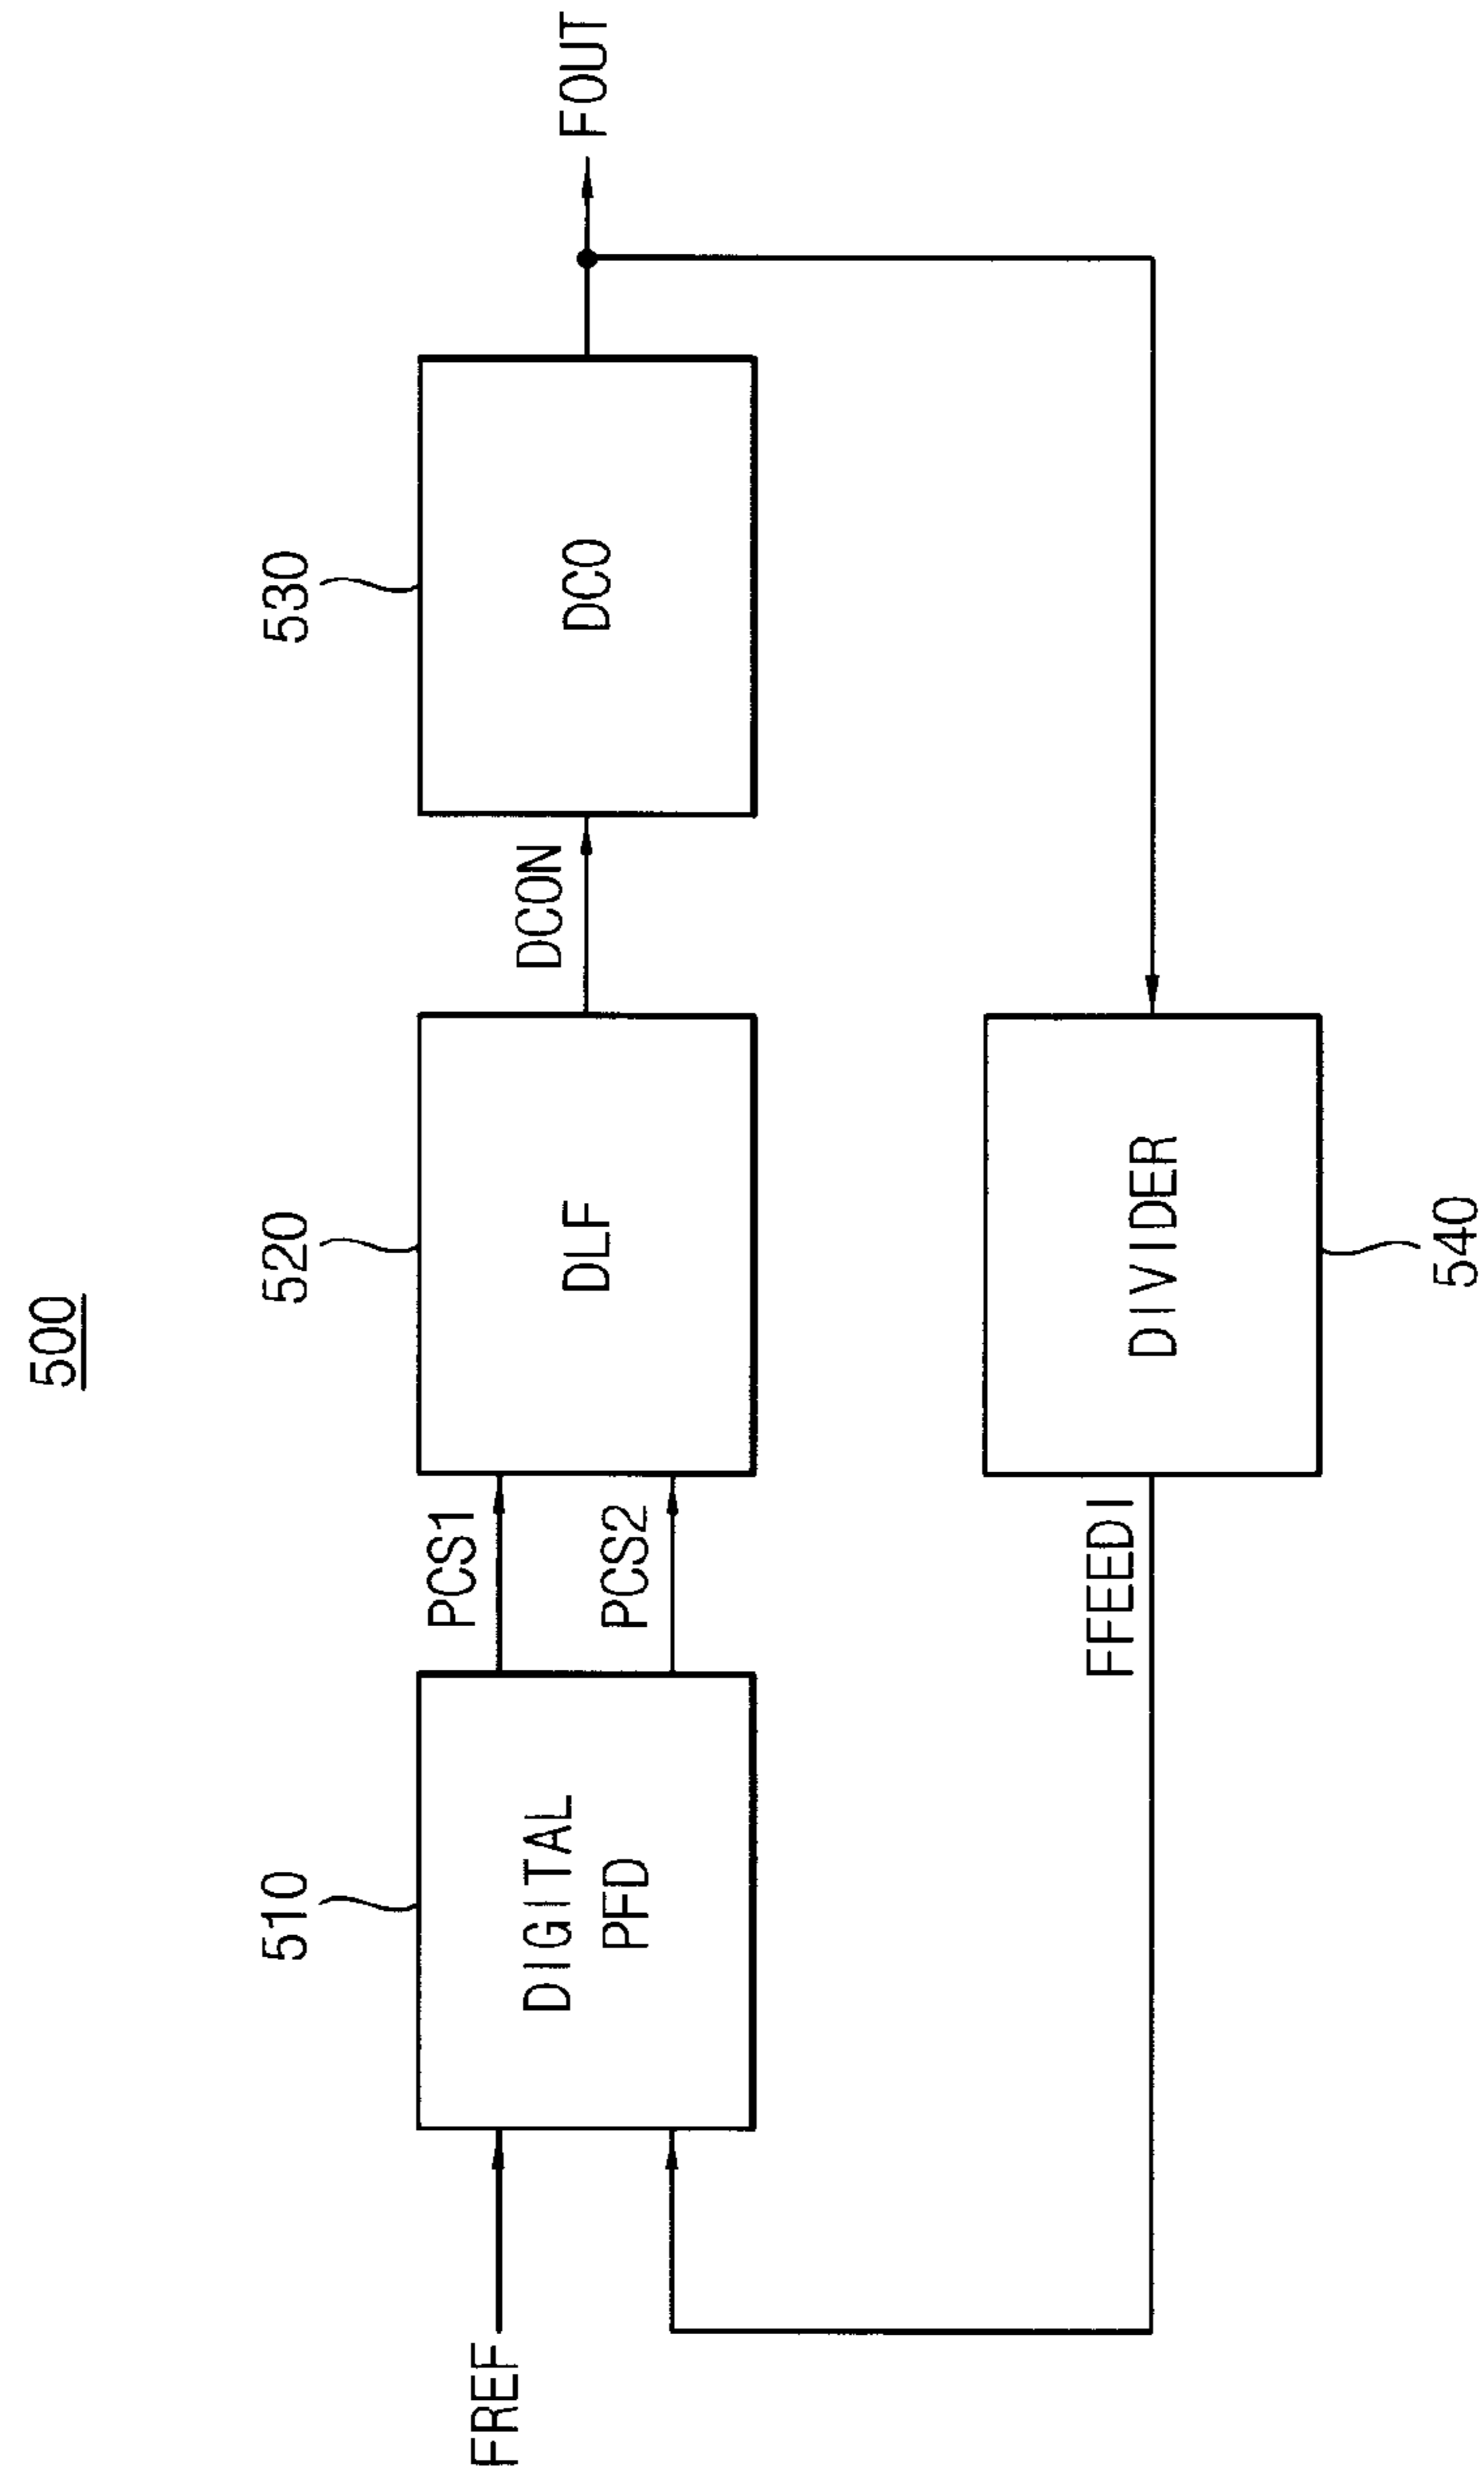 500
510
520
530
FREF
DIGITAL
PFD
PCS1
PCS2
DLF
DCON
DCO
FOUT
FFEEDI
DIVIDER
540